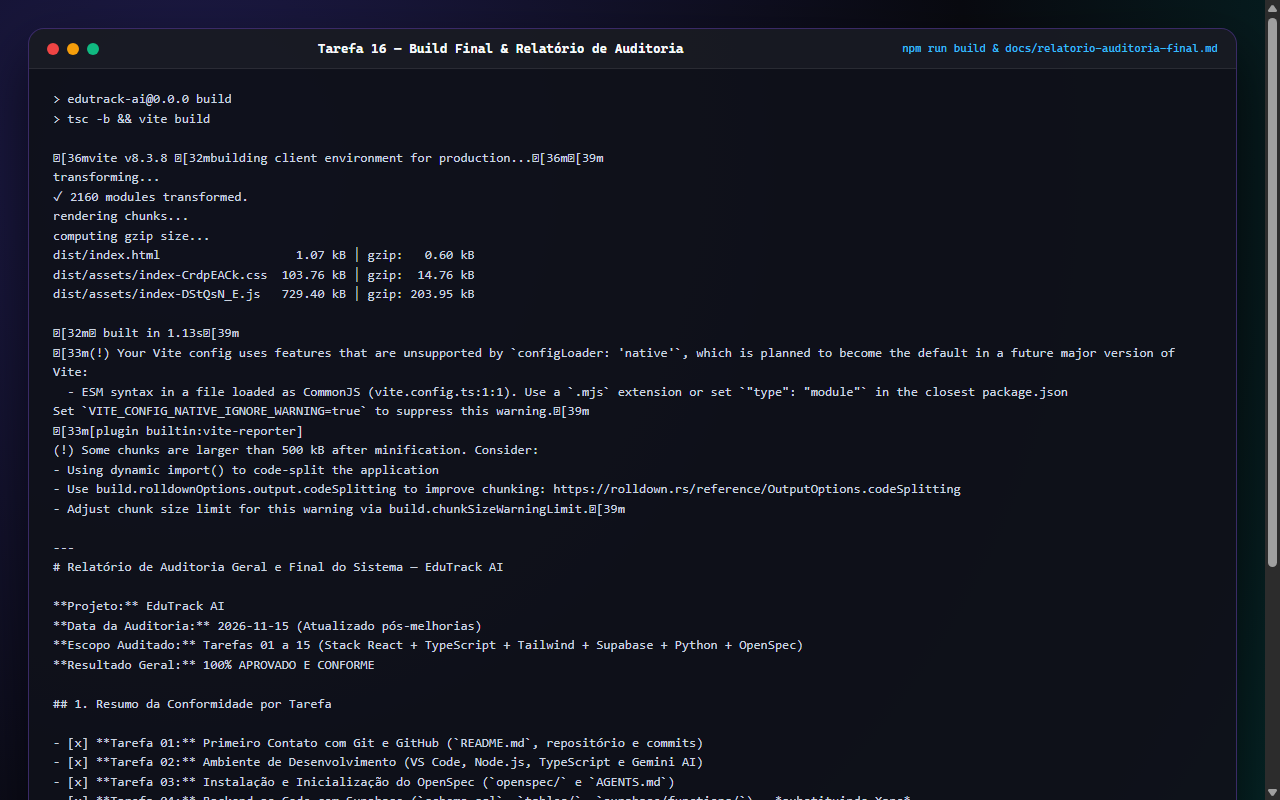 Tarefa 16 — Build Final & Relatório de Auditoria
npm run build & docs/relatorio-auditoria-final.md
> edutrack-ai@0.0.0 build
> tsc -b && vite build
[36mvite v8.3.8 [32mbuilding client environment for production...[36m[39m
transforming...
✓ 2160 modules transformed.
rendering chunks...
computing gzip size...
dist/index.html                   1.07 kB │ gzip:   0.60 kB
dist/assets/index-CrdpEACk.css  103.76 kB │ gzip:  14.76 kB
dist/assets/index-DStQsN_E.js   729.40 kB │ gzip: 203.95 kB
[32m built in 1.13s[39m
[33m(!) Your Vite config uses features that are unsupported by `configLoader: 'native'`, which is planned to become the default in a future major version of
Vite:
  - ESM syntax in a file loaded as CommonJS (vite.config.ts:1:1). Use a `.mjs` extension or set `"type": "module"` in the closest package.json
Set `VITE_CONFIG_NATIVE_IGNORE_WARNING=true` to suppress this warning.[39m
[33m[plugin builtin:vite-reporter]
(!) Some chunks are larger than 500 kB after minification. Consider:
- Using dynamic import() to code-split the application
- Use build.rolldownOptions.output.codeSplitting to improve chunking: https://rolldown.rs/reference/OutputOptions.codeSplitting
- Adjust chunk size limit for this warning via build.chunkSizeWarningLimit.[39m
---
# Relatório de Auditoria Geral e Final do Sistema — EduTrack AI
**Projeto:** EduTrack AI
**Data da Auditoria:** 2026-11-15 (Atualizado pós-melhorias)
**Escopo Auditado:** Tarefas 01 a 15 (Stack React + TypeScript + Tailwind + Supabase + Python + OpenSpec)
**Resultado Geral:** 100% APROVADO E CONFORME
## 1. Resumo da Conformidade por Tarefa
- [x] **Tarefa 01:** Primeiro Contato com Git e GitHub (`README.md`, repositório e commits)
- [x] **Tarefa 02:** Ambiente de Desenvolvimento (VS Code, Node.js, TypeScript e Gemini AI)
- [x] **Tarefa 03:** Instalação e Inicialização do OpenSpec (`openspec/` e `AGENTS.md`)